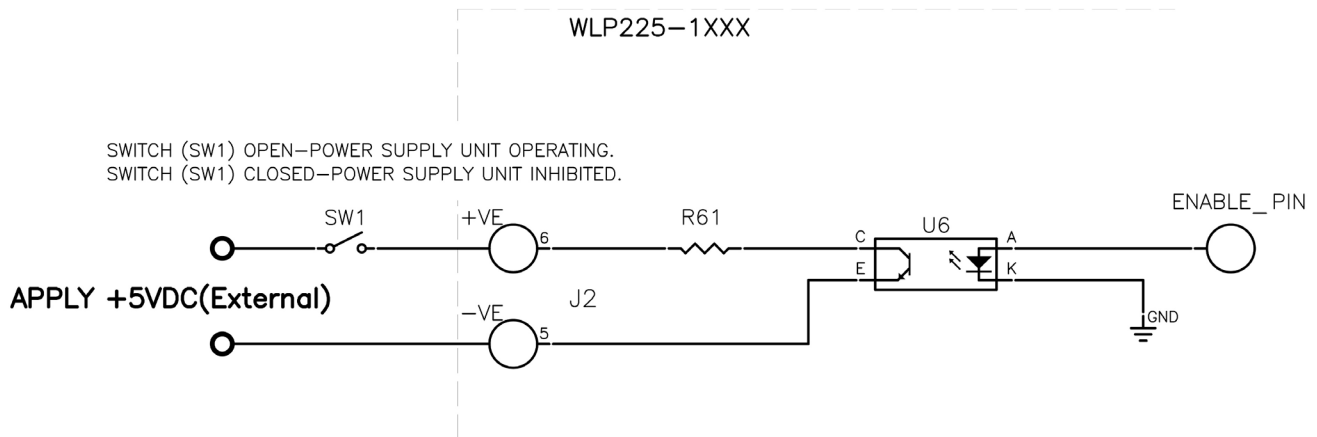 WLP225-1XXX
SWITCH (SW1) OPEN-POWER SUPPLY UNIT OPERATING.
SWITCH (SW1) CLOSED-POWER SUPPLY UNIT INHIBITED.
SW1
+VE
6
R61
C
U6
A
ENABLE_PIN
E
K
APPLY +5VDC(External)
J2
-VE
5
GND